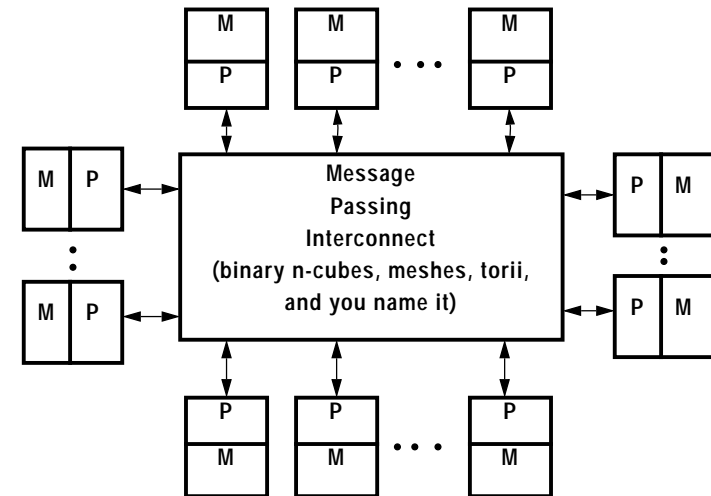 M M • • • M
P P P
M P
Message
Passing
Interconnect
(binary n-cubes, meshes, torii,
and you name it)
P M
M P
P M
P P • • • P
M M M